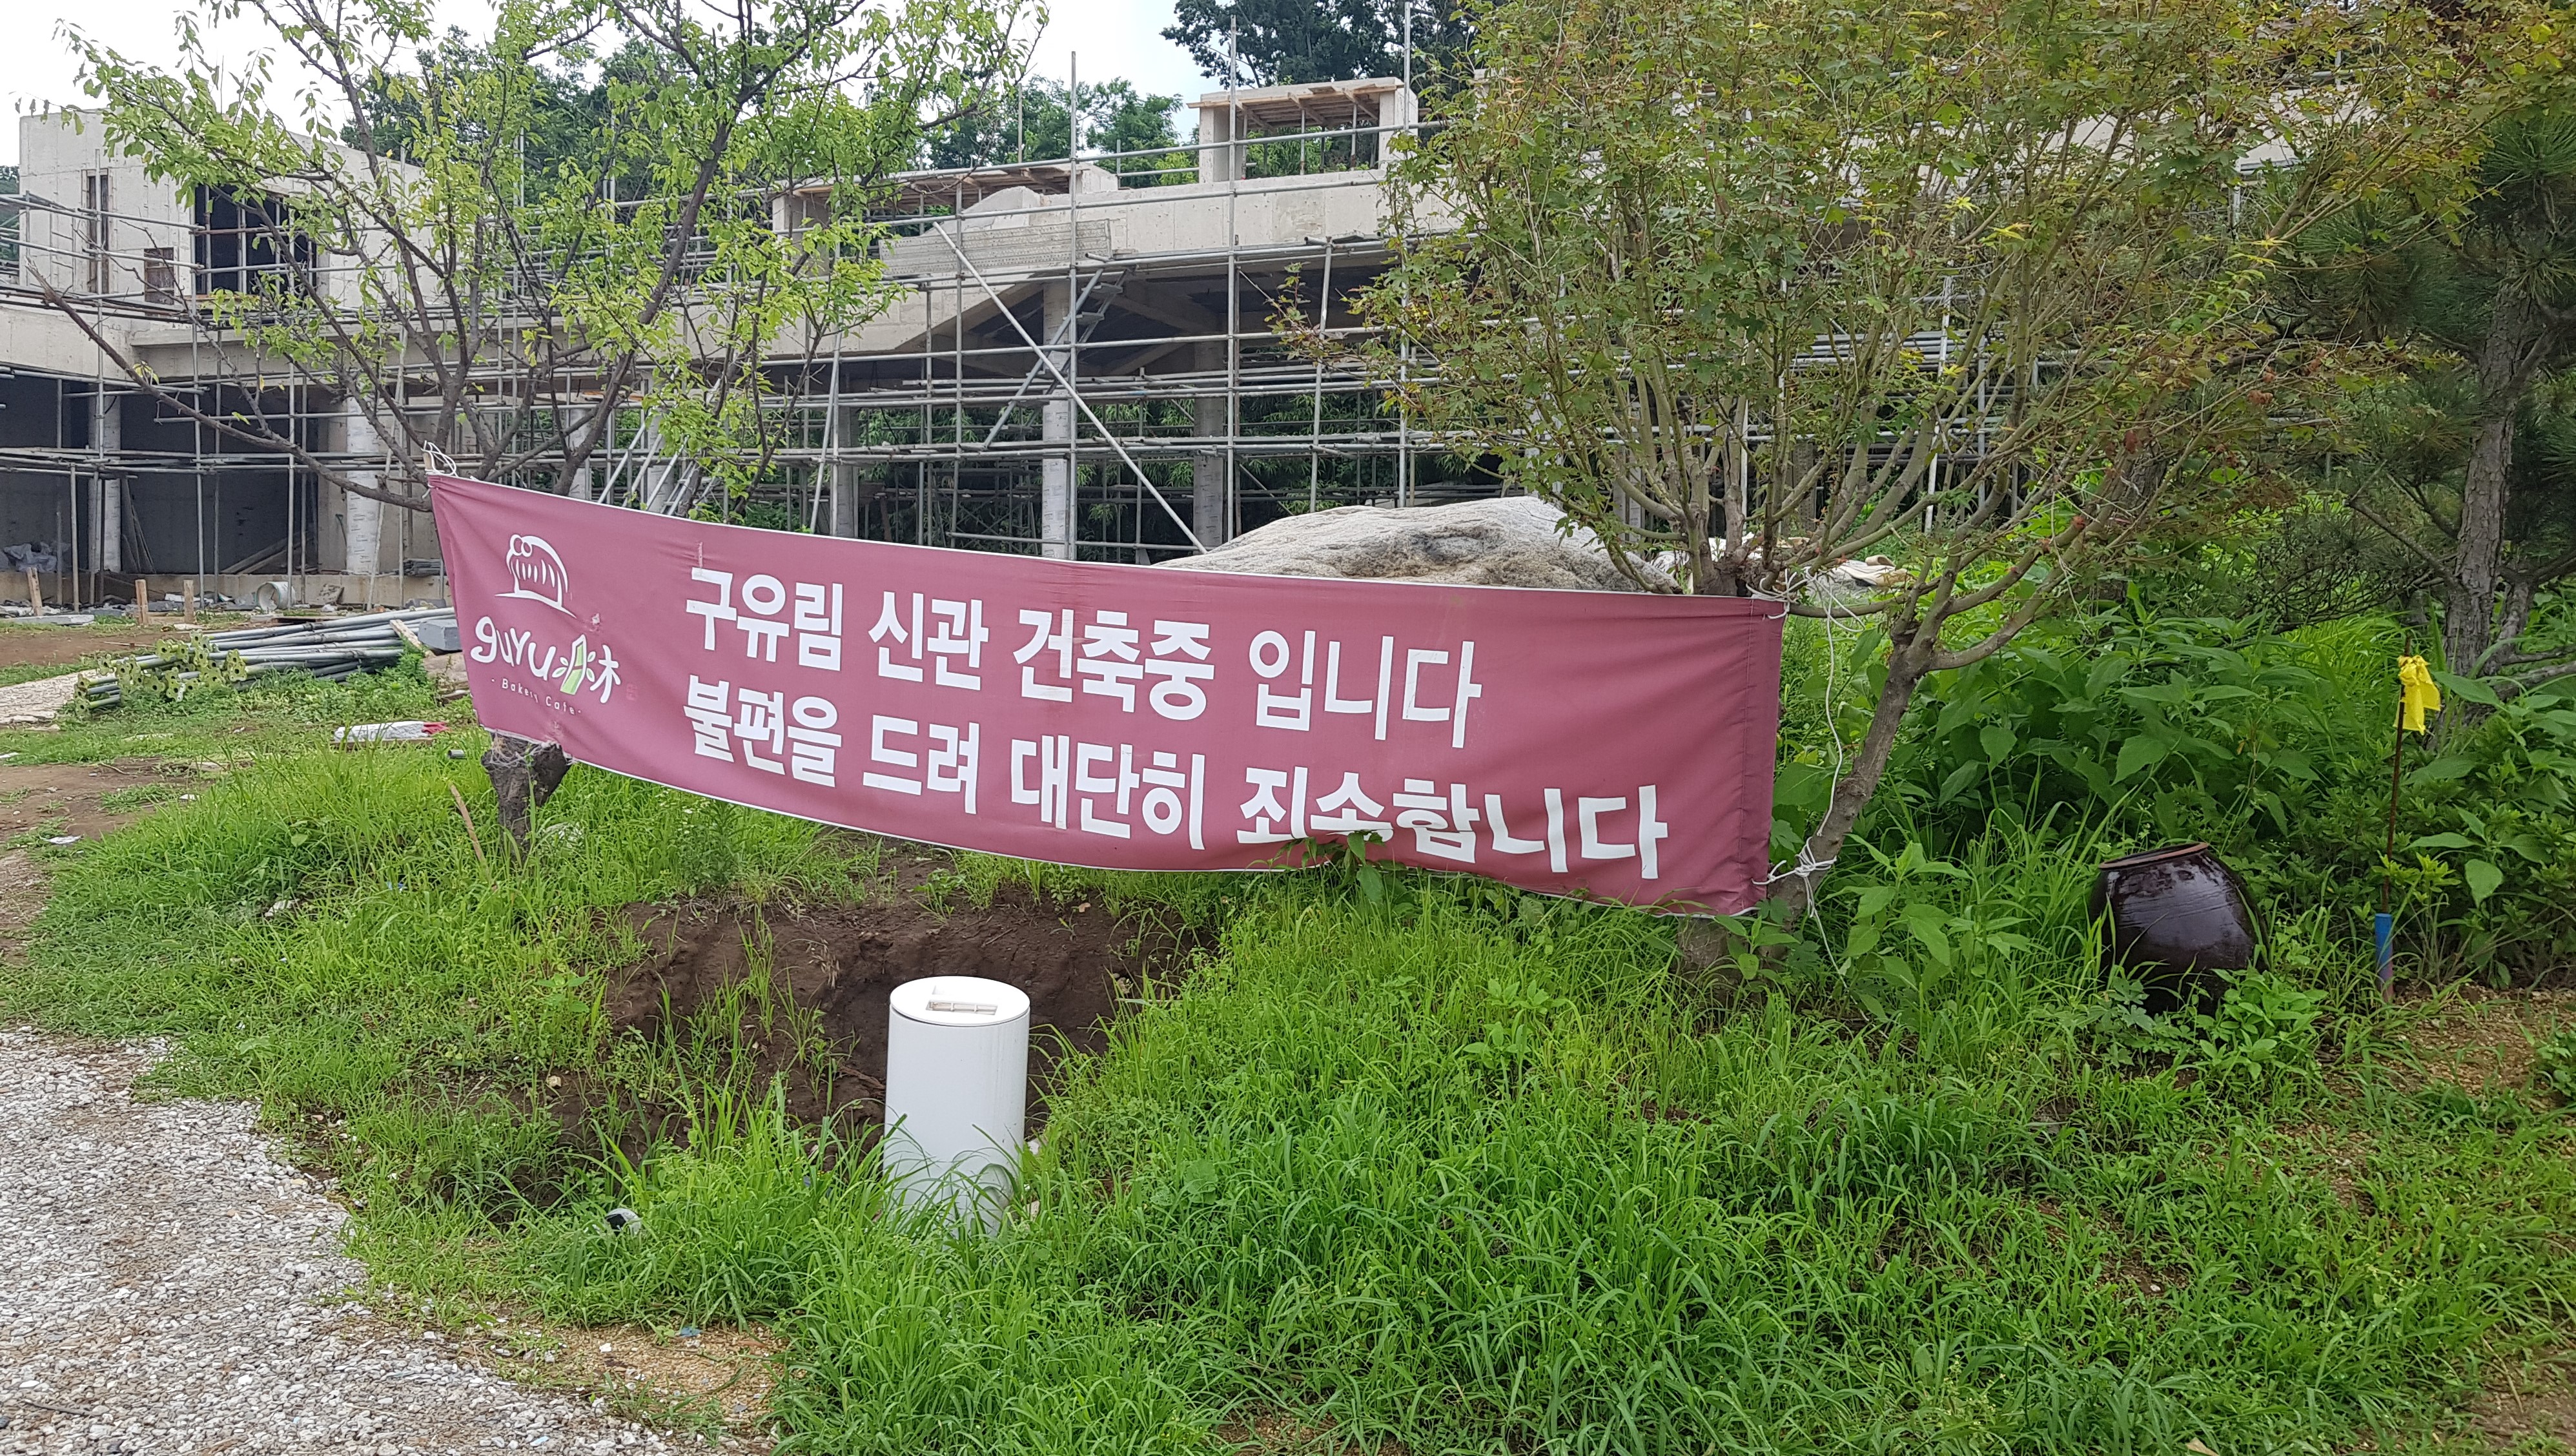 guyu林
- Bakery Cafe -
구유림 신관 건축중 입니다
불편을 드려 대단히 죄송합니다